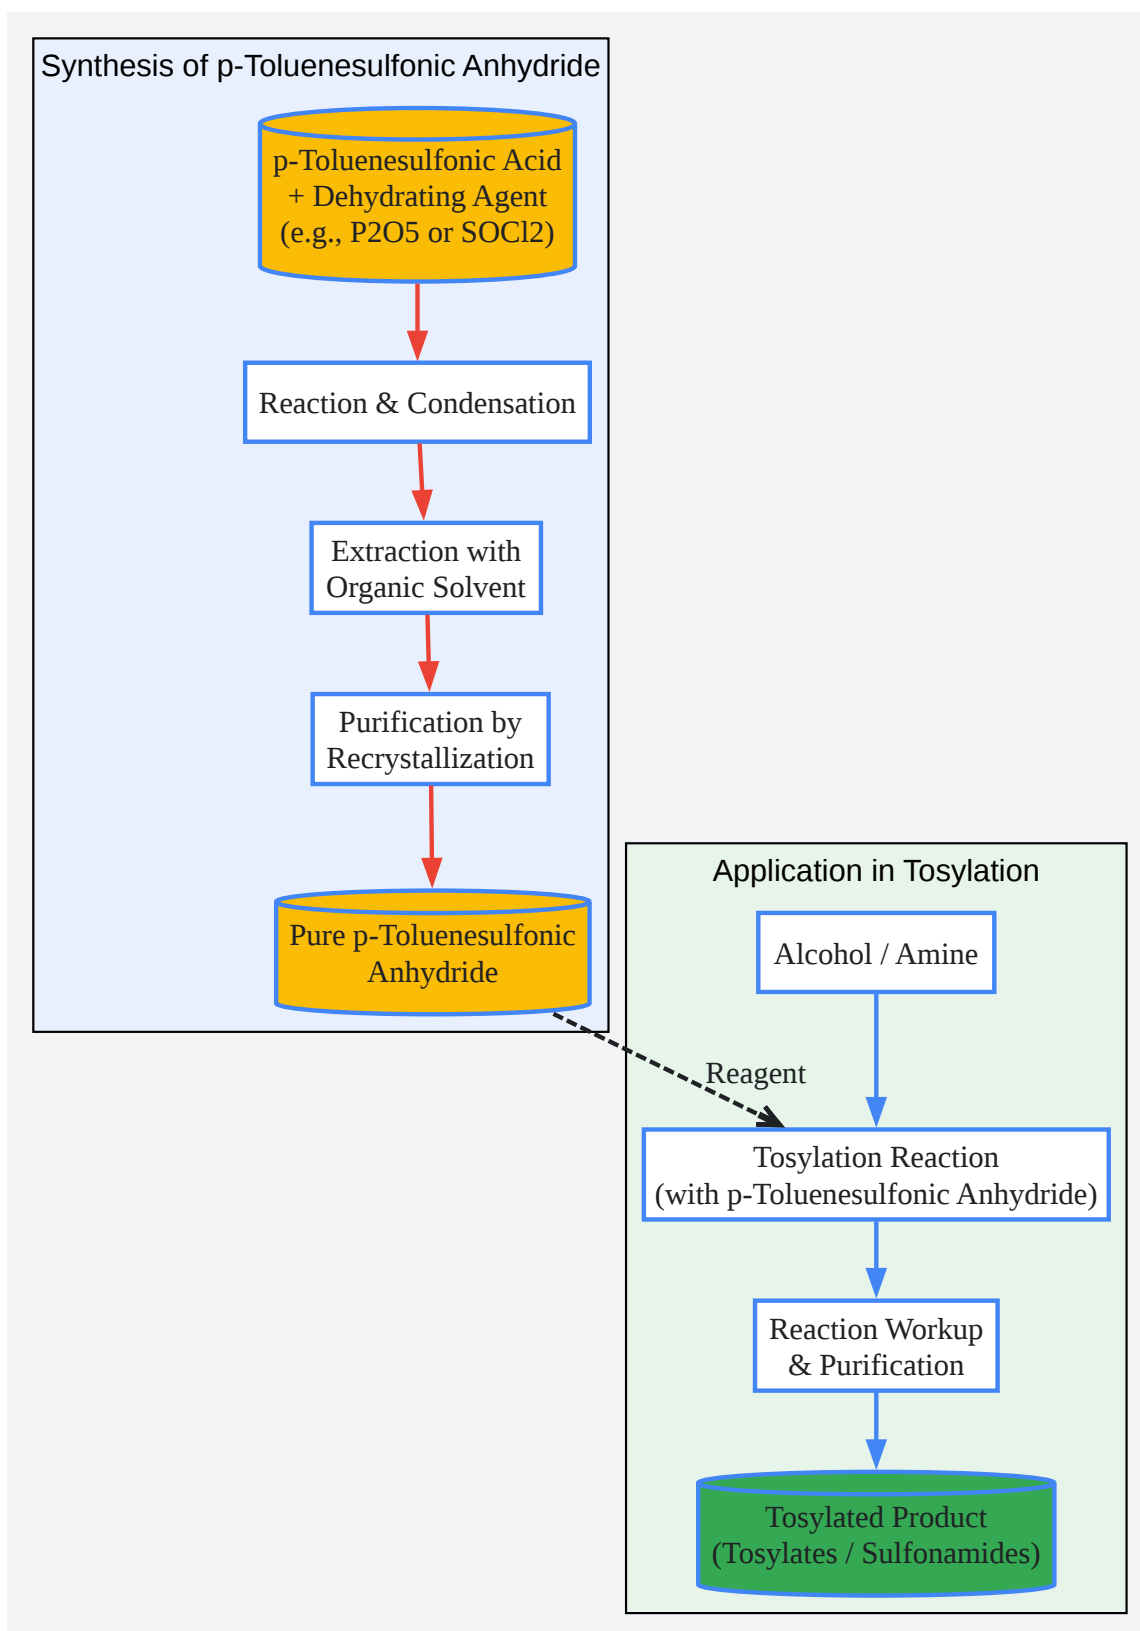 Synthesis of p-Toluenesulfonic Anhydride
p-Toluenesulfonic Acid
+ Dehydrating Agent
(e.g., P2O5 or SOCl2)
Reaction & Condensation
Extraction with
Organic Solvent
Purification by
Recrystallization
Pure p-Toluenesulfonic
Anhydride
Application in Tosylation
Alcohol / Amine
Reagent
Tosylation Reaction
(with p-Toluenesulfonic Anhydride)
Reaction Workup
& Purification
Tosylated Product
(Tosylates / Sulfonamides)